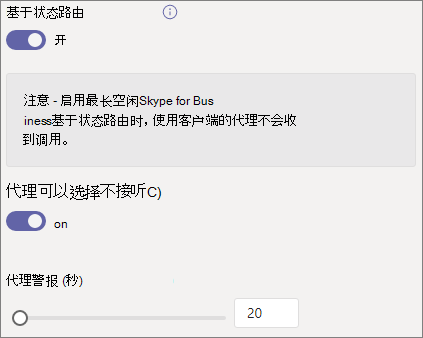 基于状态路由
开
注意 - 启用最长空闲Skype for Bus
iness基于状态路由时, 使用客户端的代理不会收
到调用。
代理可以选择不接听C)
on
代理警报 (秒)
20